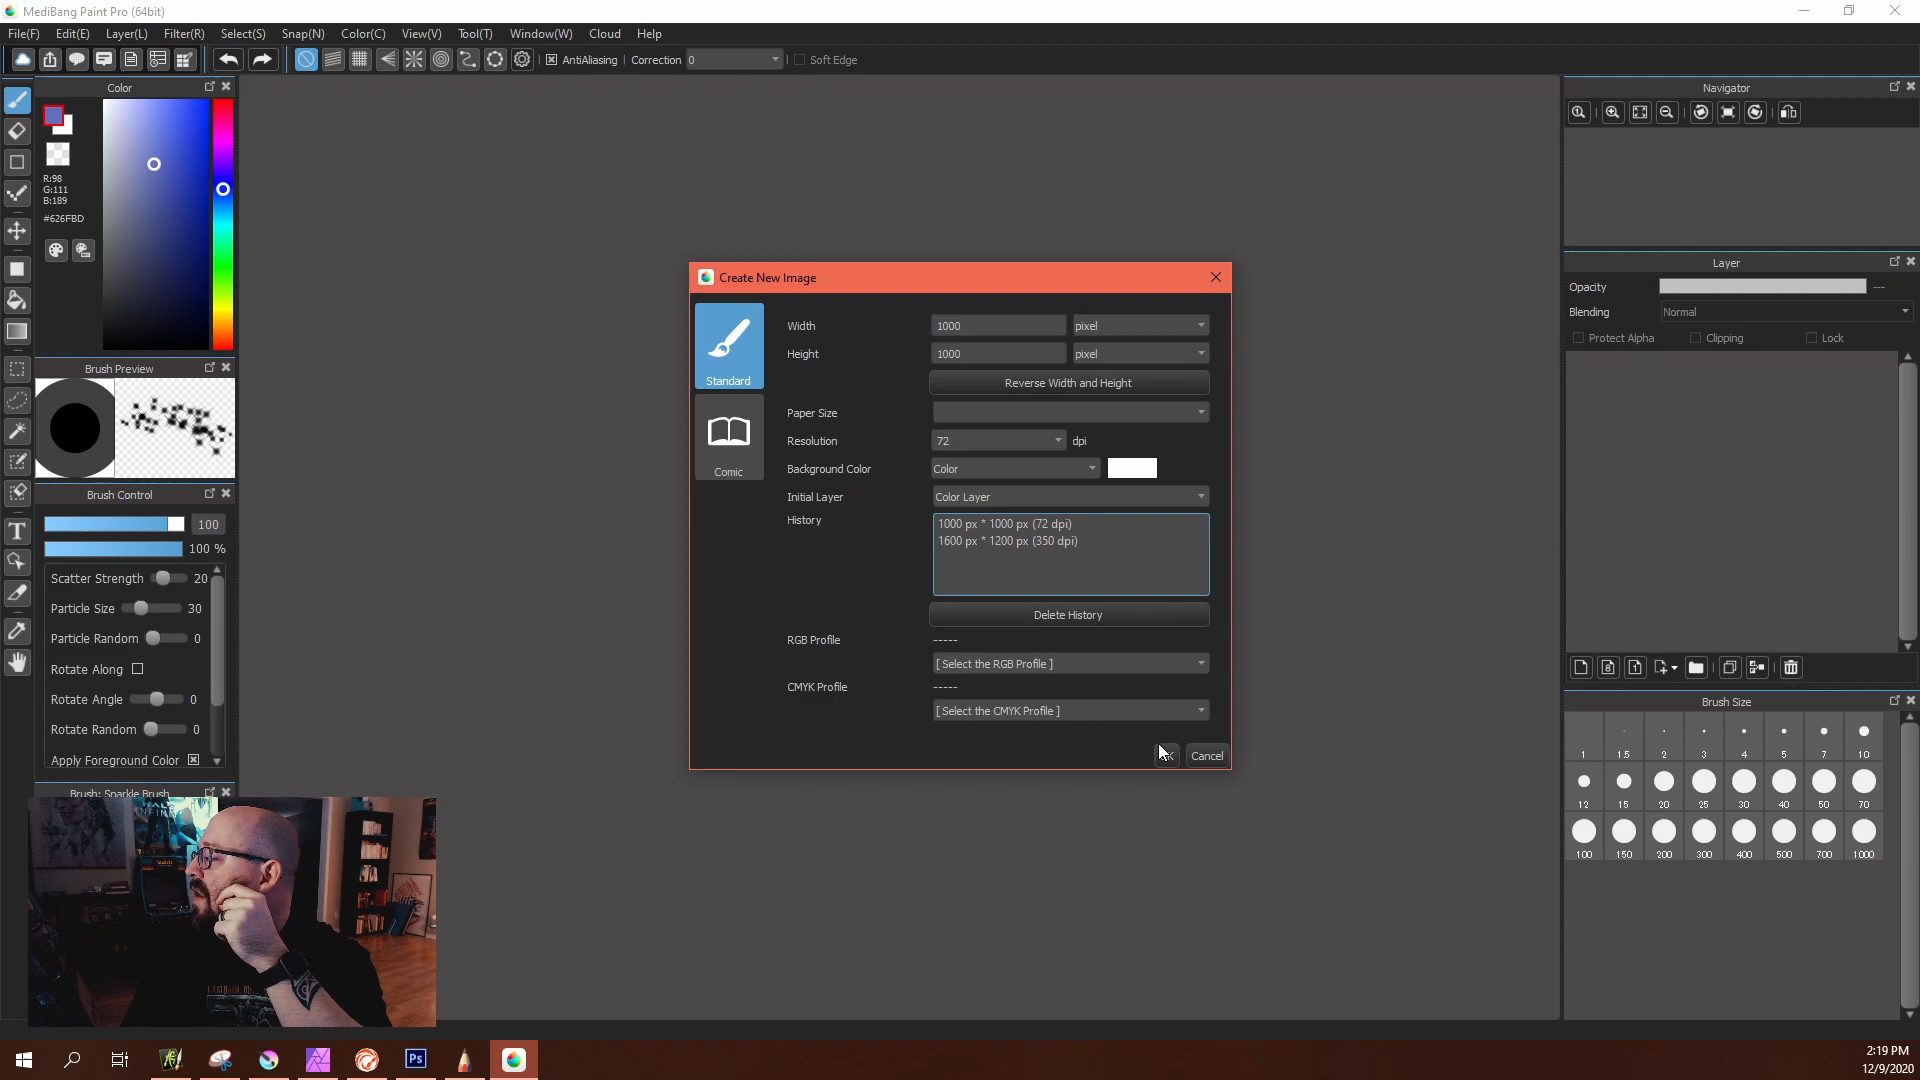 MediBang Paint Pro (64bit)
File(F) Edit(E) Layer(L) Filter(R) Select(S) Snap(N) Color(C) View(V) Tool(T) Window(W) Cloud Help
AntiAliasing Correction 0 Soft Edge
Color
R:98
G:111
B:189
#626FBD
Brush Preview
Brush Control
100
100 %
Scatter Strength 20
Particle Size 30
Particle Random 0
Rotate Along
Rotate Angle 0
Rotate Random 0
Apply Foreground Color
Brush: Sparkle Brush
Create New Image
Standard
Comic
Width 1000 pixel
Height 1000 pixel
Reverse Width and Height
Paper Size
Resolution 72 dpi
Background Color Color
Initial Layer Color Layer
History
1000 px * 1000 px (72 dpi)
1600 px * 1200 px (350 dpi)
Delete History
RGB Profile -----
[ Select the RGB Profile ]
CMYK Profile -----
[ Select the CMYK Profile ]
Cancel
Navigator
Layer
Opacity ---
Blending Normal
Protect Alpha Clipping Lock
Brush Size
1 1.5 2 3 4 5 7 10
12 15 20 25 30 40 50 70
100 150 200 300 400 500 700 1000
Ps
2:19 PM
12/9/2020